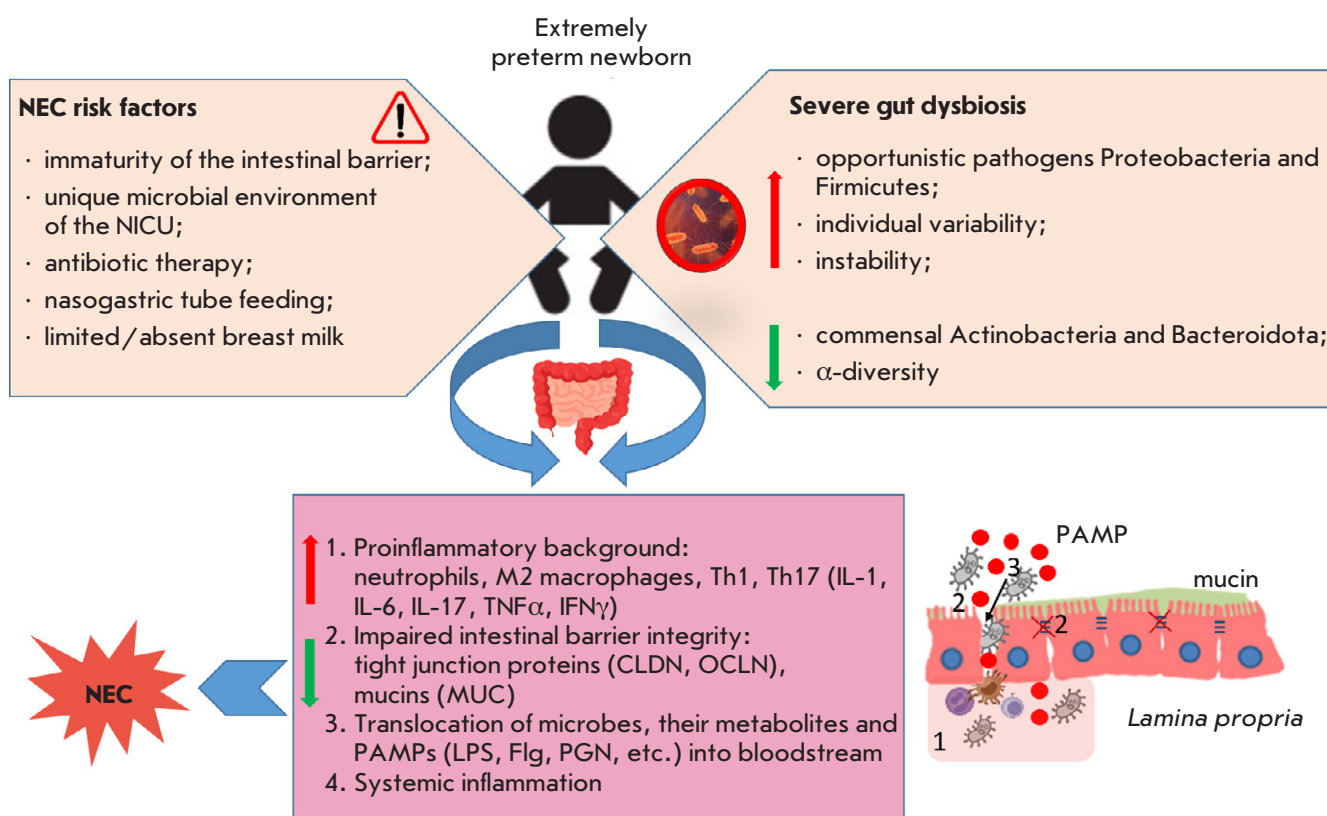 Extremely
preterm newborn
NEC risk factors
!
· immaturity of the intestinal barrier;
· unique microbial environment
of the NICU;
· antibiotic therapy;
· nasogastric tube feeding;
· limited/absent breast milk
Severe gut dysbiosis
· opportunistic pathogens Proteobacteria and
Firmicutes;
· individual variability;
· instability;
· commensal Actinobacteria and Bacteroidota;
· α-diversity
1. Proinflammatory background:
neutrophils, M2 macrophages, Th1, Th17 (IL-1,
IL-6, IL-17, TNFα, IFNγ)
2. Impaired intestinal barrier integrity:
tight junction proteins (CLDN, OCLN),
mucins (MUC)
3. Translocation of microbes, their metabolites and
PAMPs (LPS, Flg, PGN, etc.) into bloodstream
4. Systemic inflammation
NEC
PAMP
3
mucin
2
2
Lamina propria
1